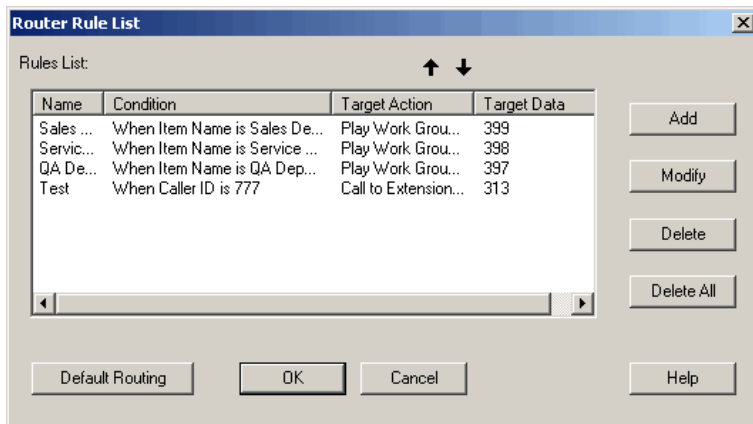 Router Rule List
Rules List:
Name Condition Target Action Target Data
Sales ... When Item Name is Sales De... Play Work Grou... 399
Servic... When Item Name is Service ... Play Work Grou... 398
QA De... When Item Name is QA Dep... Play Work Grou... 397
Test When Caller ID is 777 Call to Extension... 313
Add
Modify
Delete
Delete All
Default Routing OK Cancel Help